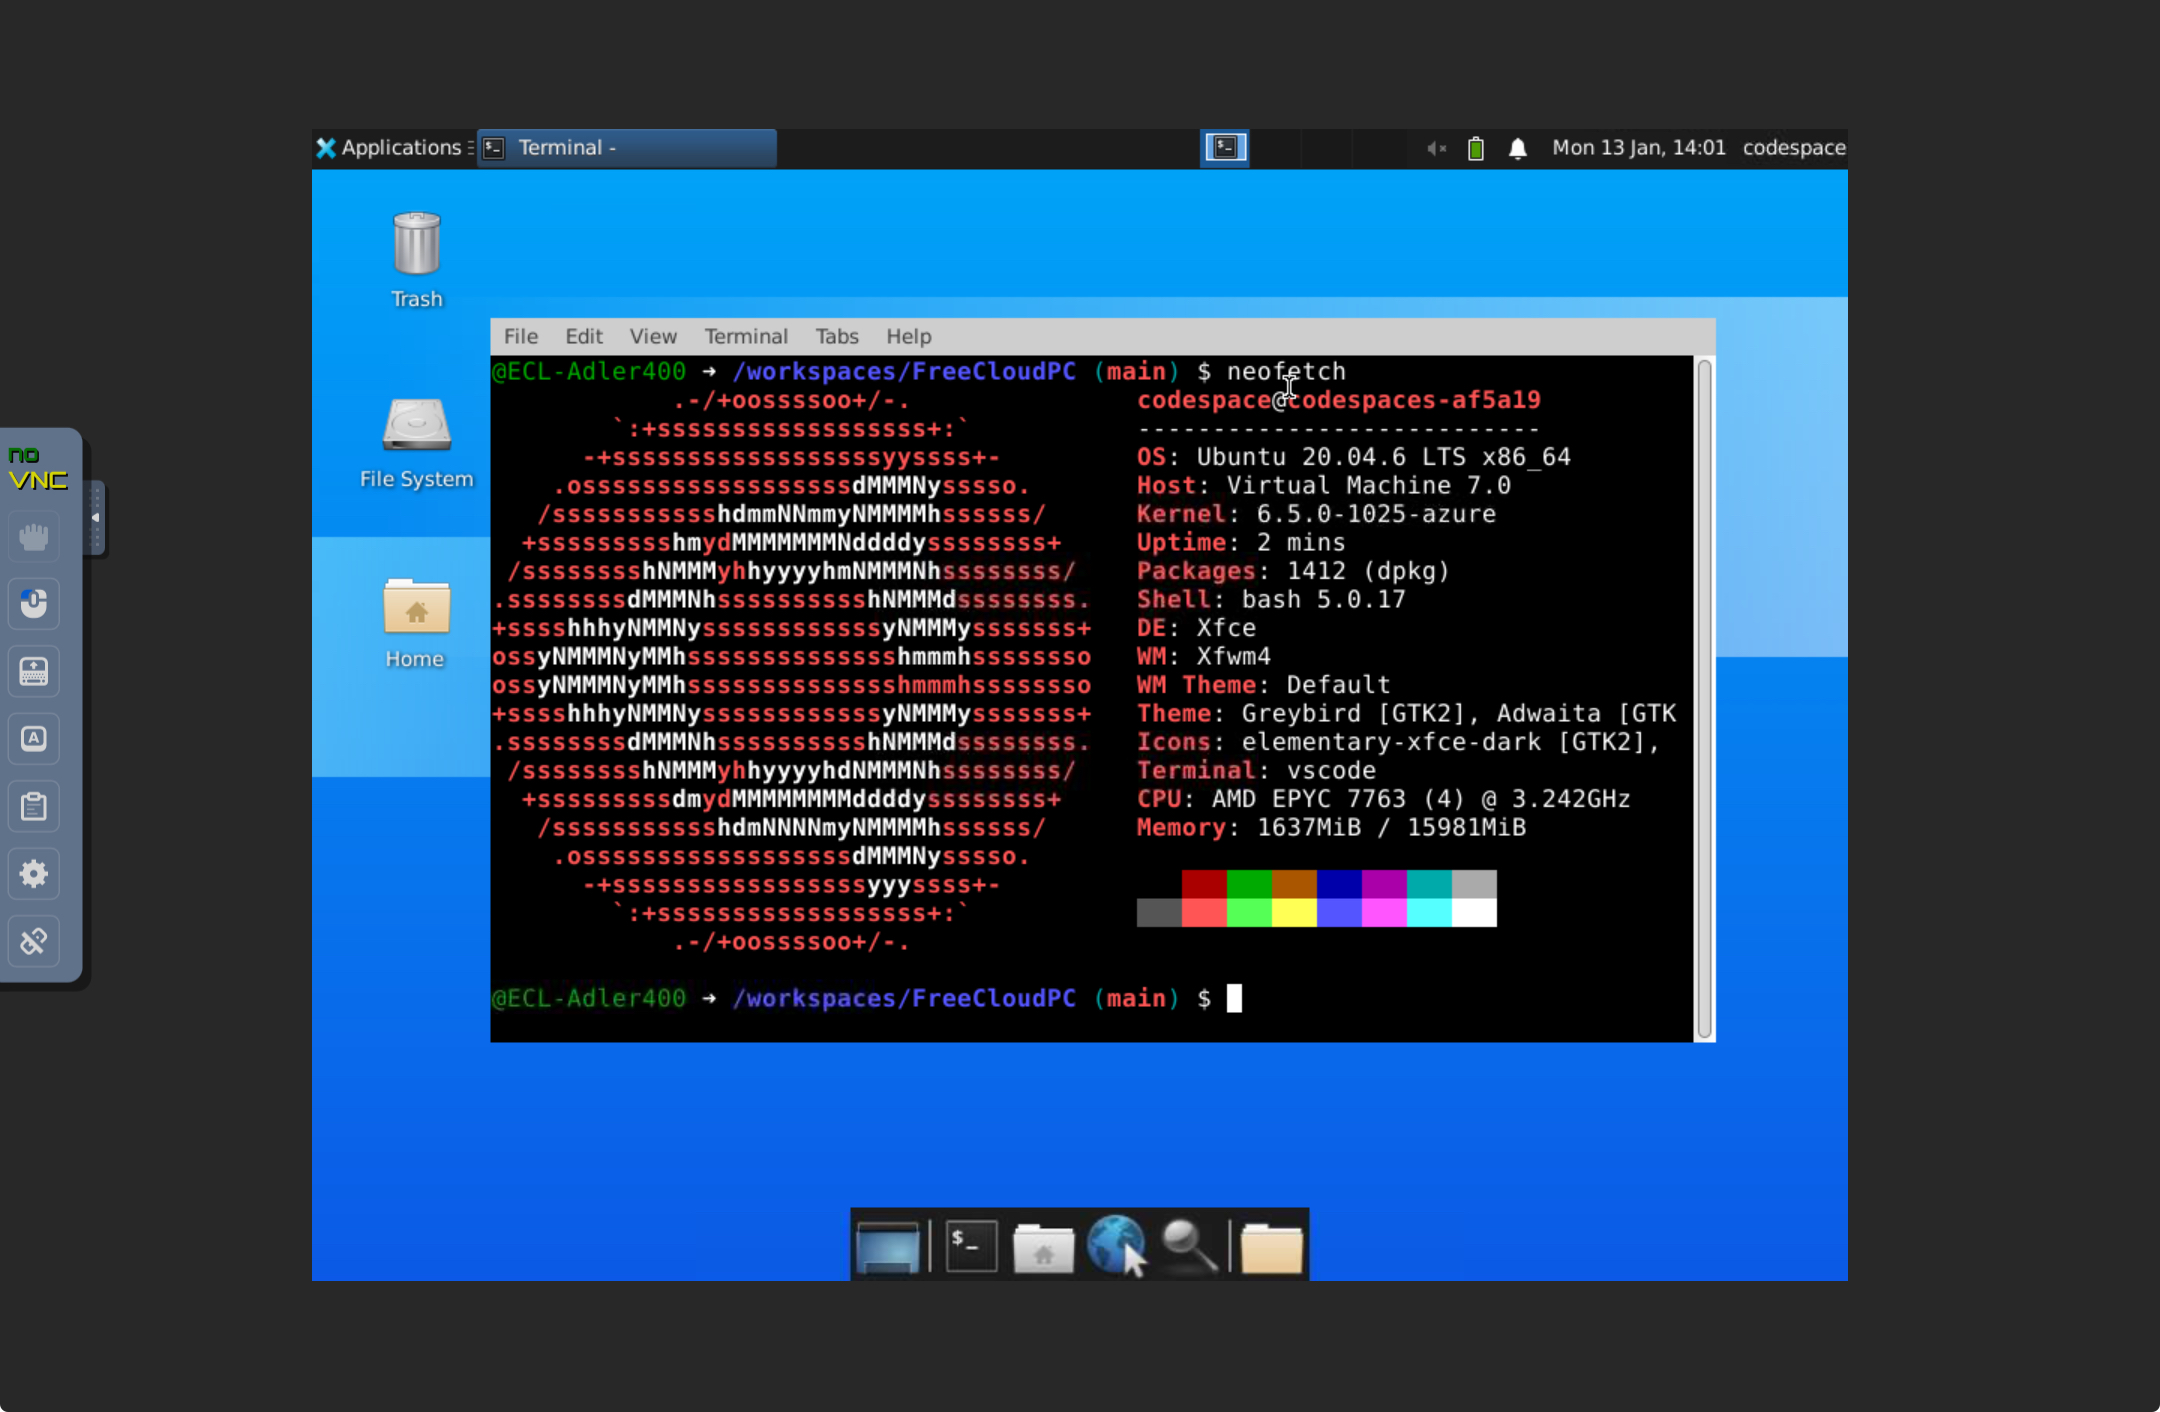 Applications
Terminal -
Mon 13 Jan, 14:01
codespace
Trash
File System
Home
no
VNC
A
File Edit View Terminal Tabs Help
@ECL-Adler400 ➜ /workspaces/FreeCloudPC (main) $ neofetch
            .-/+oossssoo+/-.               codespace@codespaces-af5a19
        `:+ssssssssssssssssss+:`           ---------------------------
      -+ssssssssssssssssssyyssss+-         OS: Ubuntu 20.04.6 LTS x86_64
    .ossssssssssssssssssdMMMNysssso.       Host: Virtual Machine 7.0
   /ssssssssssshdmmNNmmyNMMMMhssssss/      Kernel: 6.5.0-1025-azure
  +ssssssssshmydMMMMMMMNddddyssssssss+     Uptime: 2 mins
 /sssssssshNMMMyhhyyyyhmNMMMNhssssssss/    Packages: 1412 (dpkg)
.ssssssssdMMMNhsssssssssshNMMMdssssssss.   Shell: bash 5.0.17
+sssshhhyNMMNyssssssssssssyNMMMysssssss+   DE: Xfce
ossyNMMMNyMMhsssssssssssssshmmmhssssssso   WM: Xfwm4
ossyNMMMNyMMhsssssssssssssshmmmhssssssso   WM Theme: Default
+sssshhhyNMMNyssssssssssssyNMMMysssssss+   Theme: Greybird [GTK2], Adwaita [GTK
.ssssssssdMMMNhsssssssssshNMMMdssssssss.   Icons: elementary-xfce-dark [GTK2],
 /sssssssshNMMMyhhyyyyhdNMMMNhssssssss/    Terminal: vscode
  +sssssssssdmydMMMMMMMMddddyssssssss+     CPU: AMD EPYC 7763 (4) @ 3.242GHz
   /ssssssssssshdmNNNNmyNMMMMhssssss/      Memory: 1637MiB / 15981MiB
    .ossssssssssssssssssdMMMNysssso.
      -+sssssssssssssssssyyyssss+-
        `:+ssssssssssssssssss+:`
            .-/+oossssoo+/-.
@ECL-Adler400 ➜ /workspaces/FreeCloudPC (main) $
$_